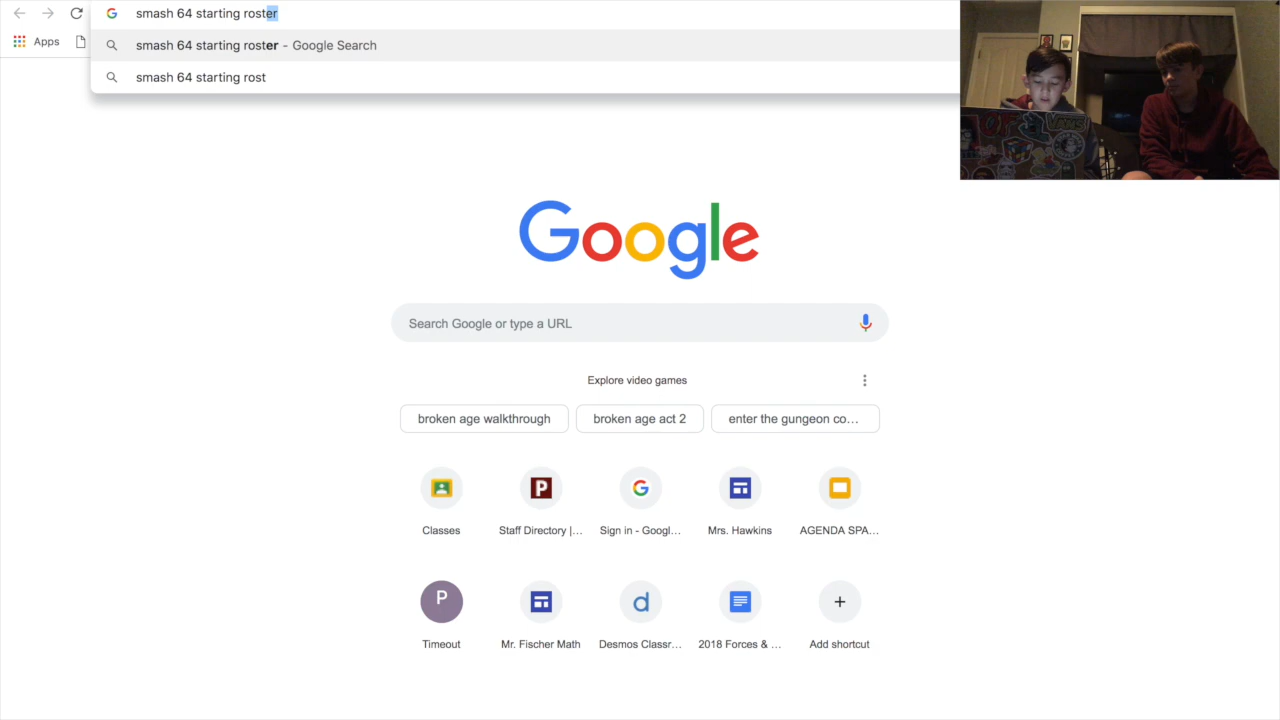 smash 64 starting roster
Apps
smash 64 starting roster - Google Search
smash 64 starting rost
VANS
Google
Search Google or type a URL
Explore video games
broken age walkthrough
broken age act 2
enter the gungeon co...
Classes
Staff Directory |...
Sign in - Googl...
Mrs. Hawkins
AGENDA SPA...
P
Timeout
Mr. Fischer Math
Desmos Classr...
2018 Forces & ...
Add shortcut